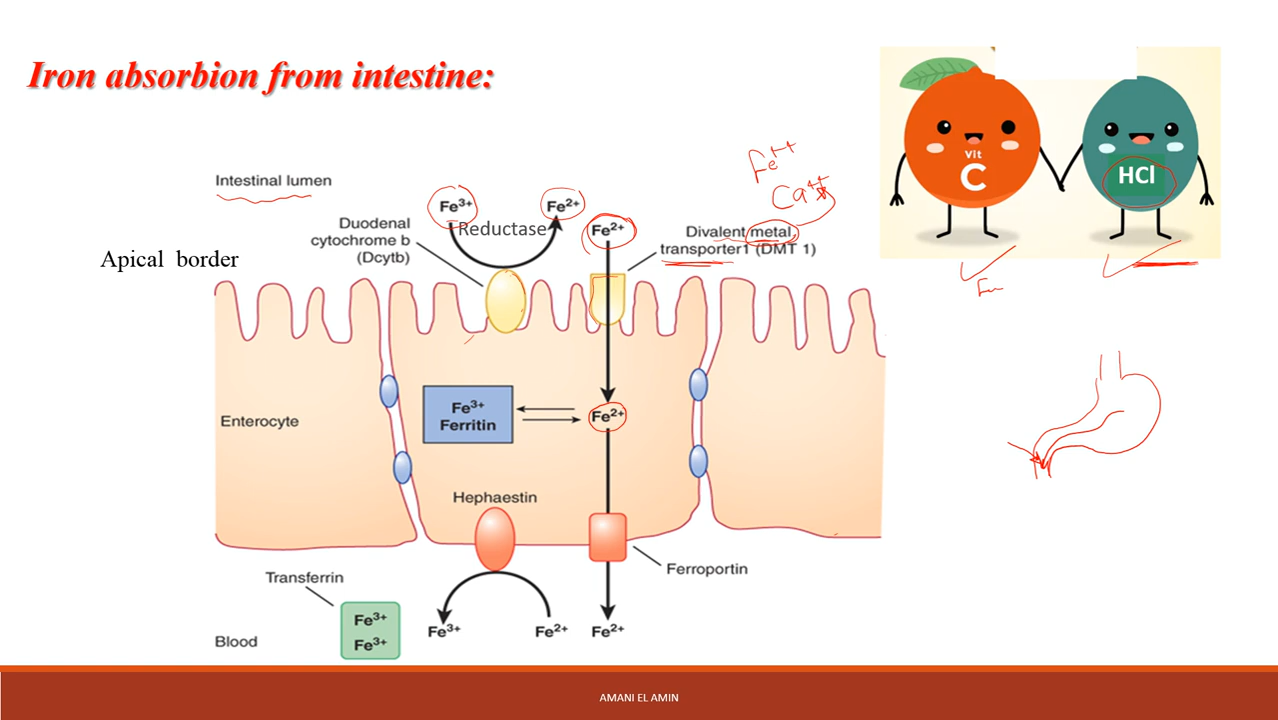 Iron absorbion from intestine:
Vit
C
HCl
Fe++
Ca++
Intestinal lumen
Fe³⁺
Fe²⁺
Reductase
Fe²⁺
Duodenal
cytochrome b
(Dcytb)
Divalent metal
transporter1 (DMT 1)
Apical border
Enterocyte
Fe³⁺
Ferritin
Fe²⁺
Hephaestin
Ferroportin
Transferrin
Fe³⁺
Fe³⁺
Fe³⁺
Fe²⁺
Fe²⁺
Blood
AMANI EL AMIN